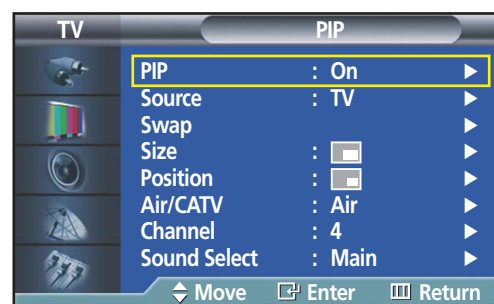 TV PIP
PIP : On
Source : TV
Swap
Size :
Position :
Air/CATV : Air
Channel : 4
Sound Select : Main
Move Enter Return